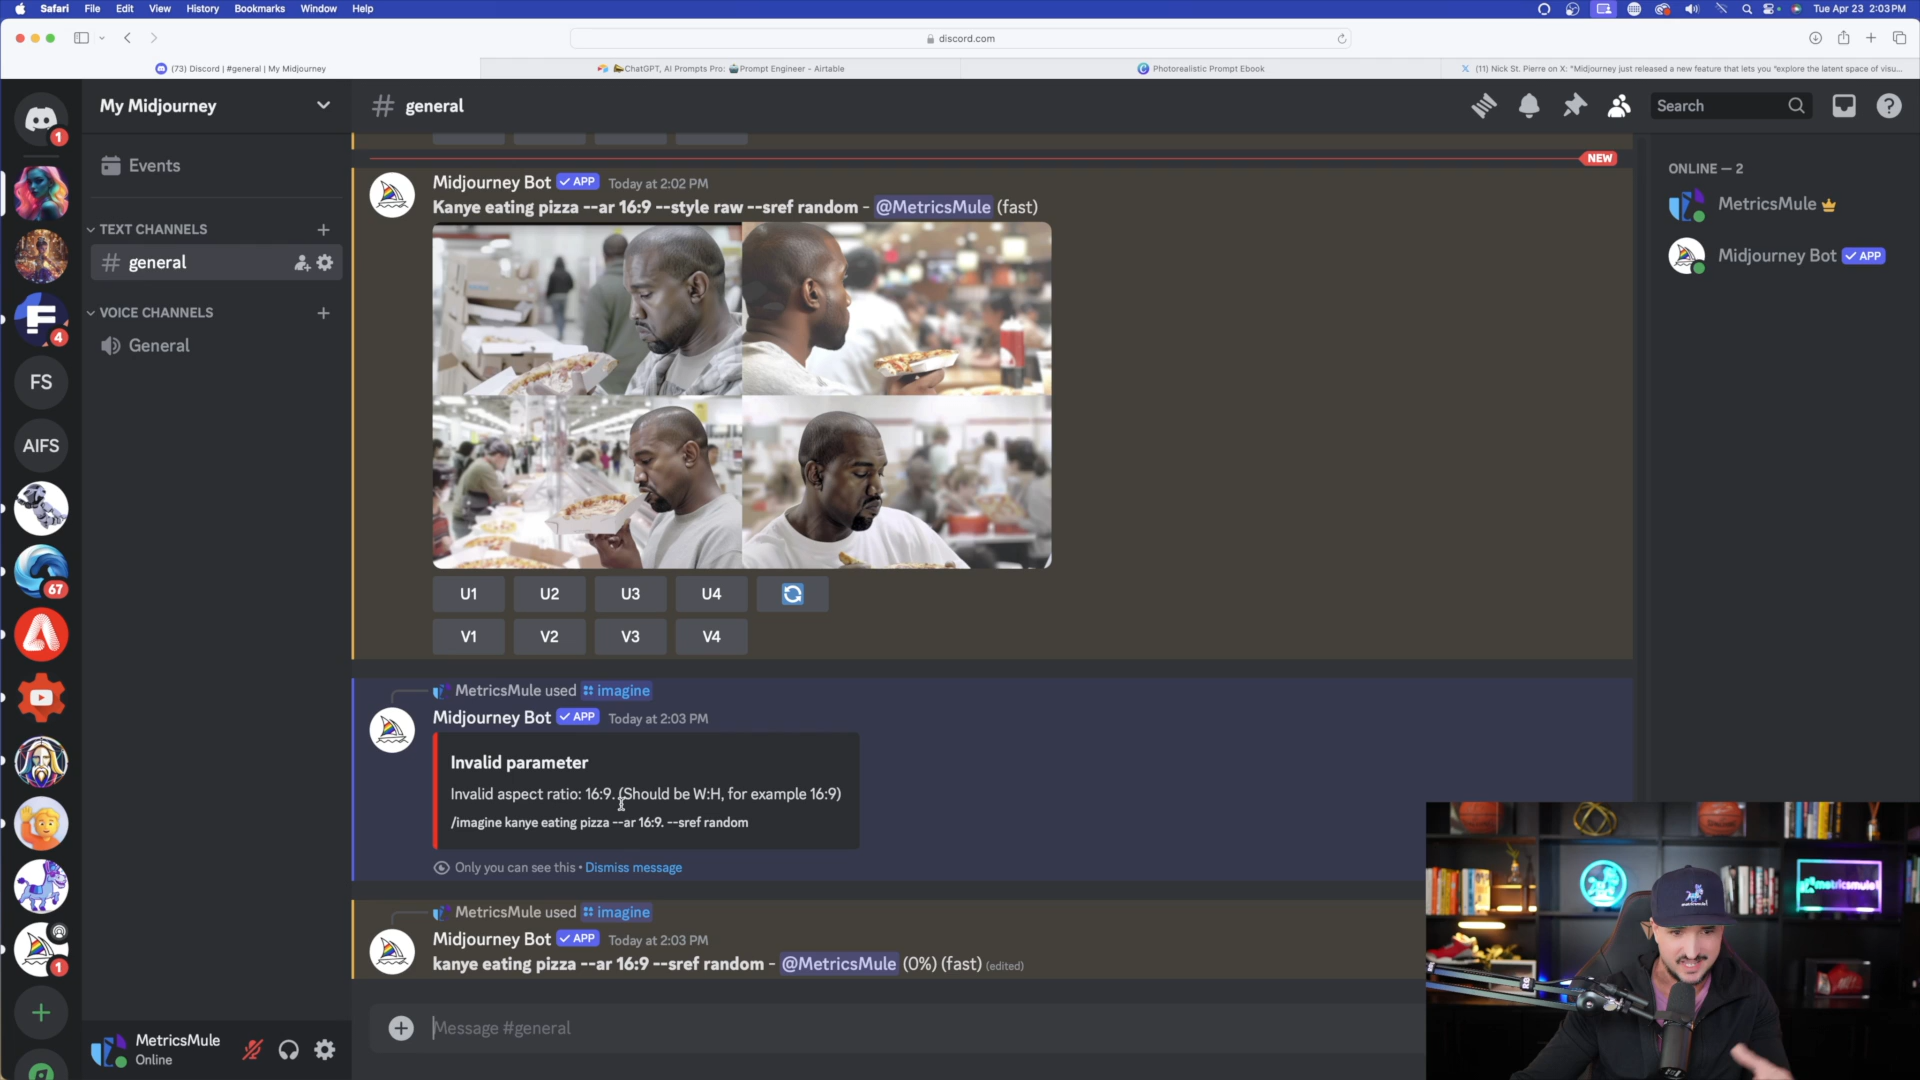 Safari File Edit View History Bookmarks Window Help
Tue Apr 23 2:03 PM
discord.com
(73) Discord | #general | My Midjourney
ChatGPT, AI Prompts Pro: Prompt Engineer - Airtable
Photorealistic Prompt Ebook
(11) Nick St. Pierre on X: "Midjourney just released a new feature that lets you "explore the latent space of visu...
1
My Midjourney
# general
Search
Events
TEXT CHANNELS
# general
VOICE CHANNELS
General
4
FS
AIFS
67
1
MetricsMule
Online
NEW
Midjourney Bot ✓ APP Today at 2:02 PM
Kanye eating pizza --ar 16:9 --style raw --sref random - @MetricsMule (fast)
U1 U2 U3 U4
V1 V2 V3 V4
MetricsMule used imagine
Midjourney Bot ✓ APP Today at 2:03 PM
Invalid parameter
Invalid aspect ratio: 16:9. (Should be W:H, for example 16:9)
/imagine kanye eating pizza --ar 16:9. --sref random
Only you can see this • Dismiss message
MetricsMule used imagine
Midjourney Bot ✓ APP Today at 2:03 PM
kanye eating pizza --ar 16:9 --sref random - @MetricsMule (0%) (fast) (edited)
Message #general
ONLINE — 2
MetricsMule
Midjourney Bot ✓ APP
metricsmule